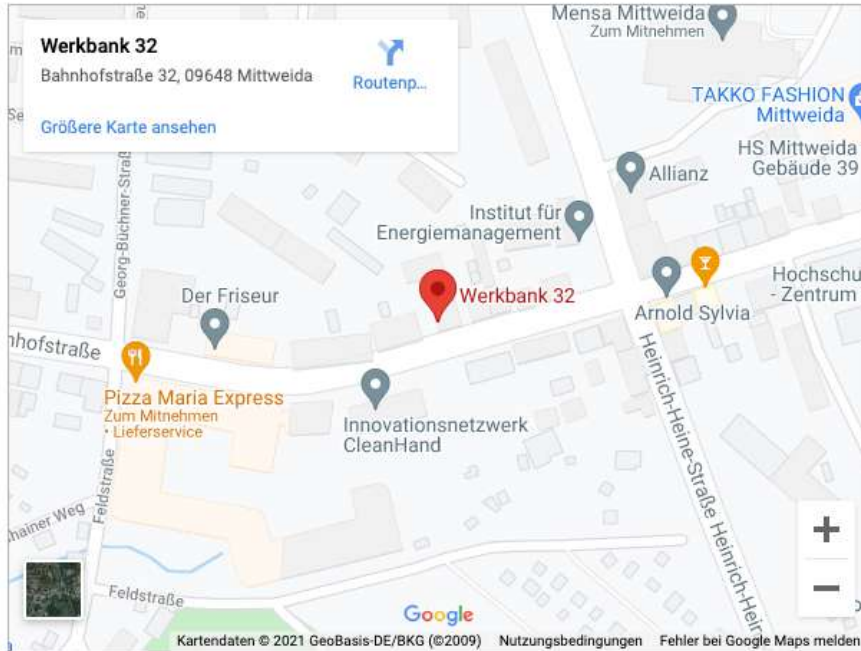 Werkbank 32
Bahnhofstraße 32, 09648 Mittweida
Routenp...
Größere Karte ansehen
Mensa Mittweida
Zum Mitnehmen
TAKKO FASHION
Mittweida
HS Mittweida
Gebäude 39
Allianz
Institut für
Energiemanagement
Georg-Büchner-Straß
Der Friseur
Werkbank 32
Hochschu
- Zentrum
Arnold Sylvia
nhofstraße
Pizza Maria Express
Zum Mitnehmen
• Lieferservice
Innovationsnetzwerk
CleanHand
Heinrich-Heine-Straße
Heinrich-Hei
hainer Weg
Feldstraße
Feldstraße
+
−
Google
Kartendaten © 2021 GeoBasis-DE/BKG (©2009) Nutzungsbedingungen Fehler bei Google Maps melden